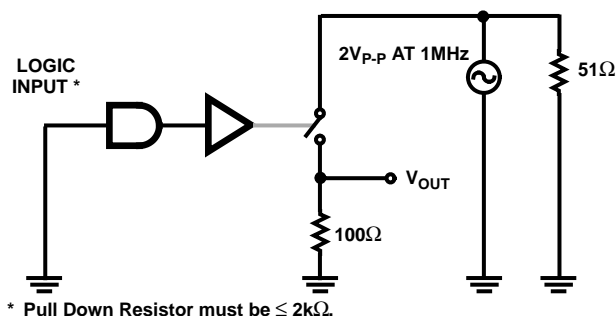 LOGIC
INPUT *
2VP-P AT 1MHz
51Ω
VOUT
100Ω
* Pull Down Resistor must be ≤ 2kΩ.